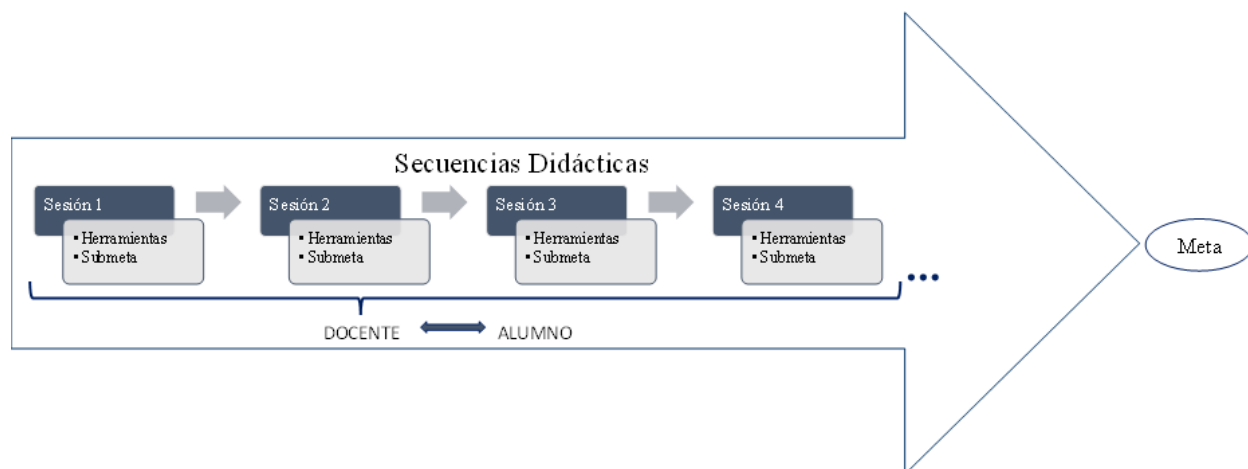 Secuencias Didácticas
Sesión 1
▪ Herramientas
▪ Submeta
Sesión 2
▪ Herramientas
▪ Submeta
Sesión 3
▪ Herramientas
▪ Submeta
Sesión 4
▪ Herramientas
▪ Submeta
...
DOCENTE
ALUMNO
Meta